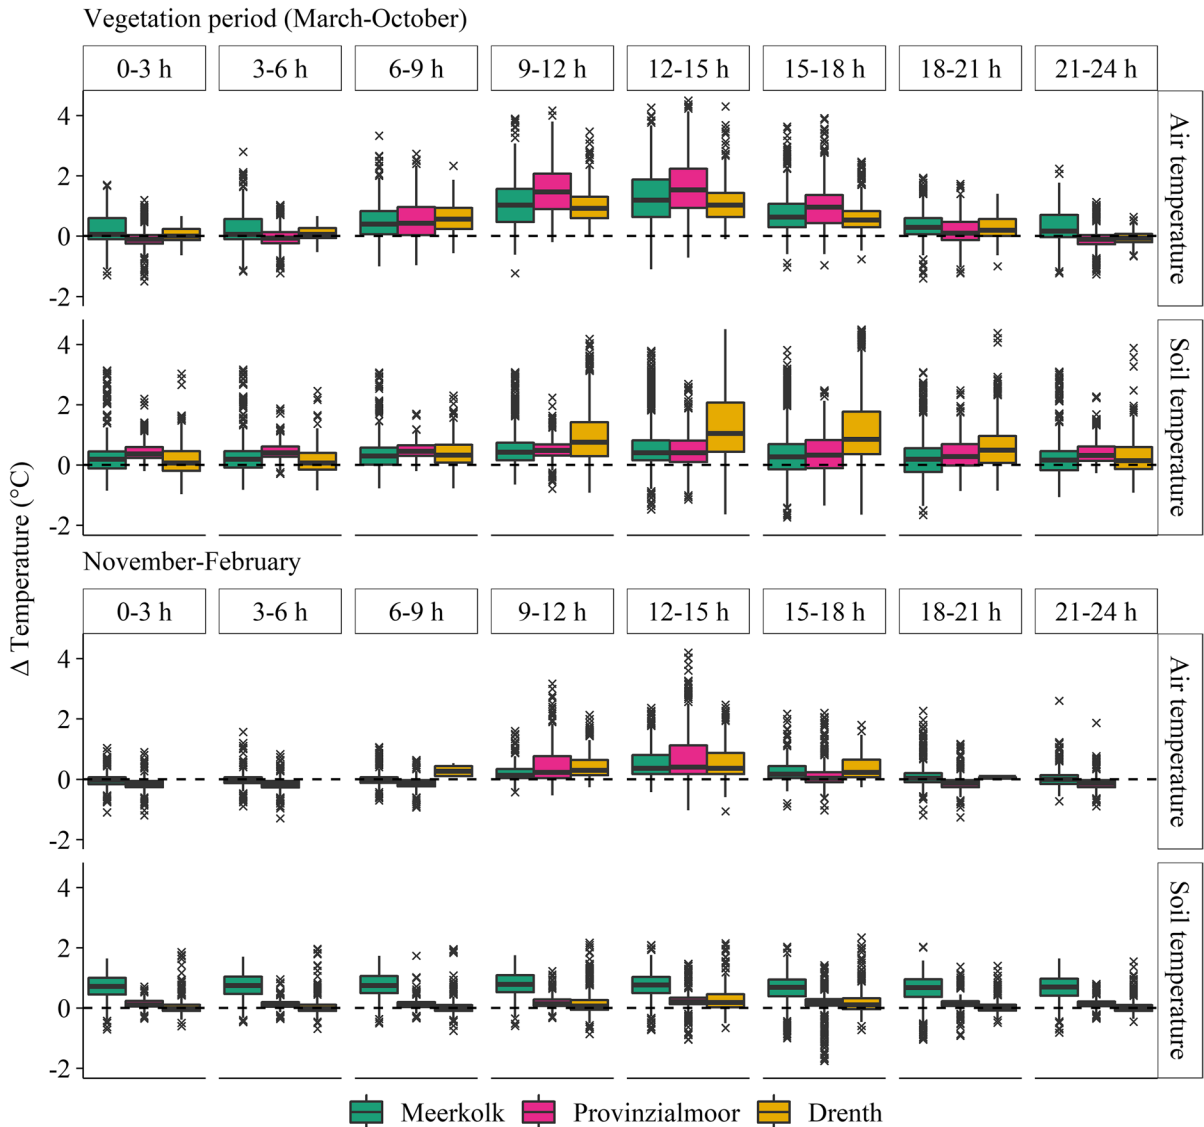 Vegetation period (March-October)
0-3 h 3-6 h 6-9 h 9-12 h 12-15 h 15-18 h 18-21 h 21-24 h
4
2
0
-2
Air temperature
4
2
0
-2
Soil temperature
Δ Temperature (°C)
November-February
0-3 h 3-6 h 6-9 h 9-12 h 12-15 h 15-18 h 18-21 h 21-24 h
4
2
0
-2
Air temperature
4
2
0
-2
Soil temperature
Meerkolk Provinzialmoor Drenth